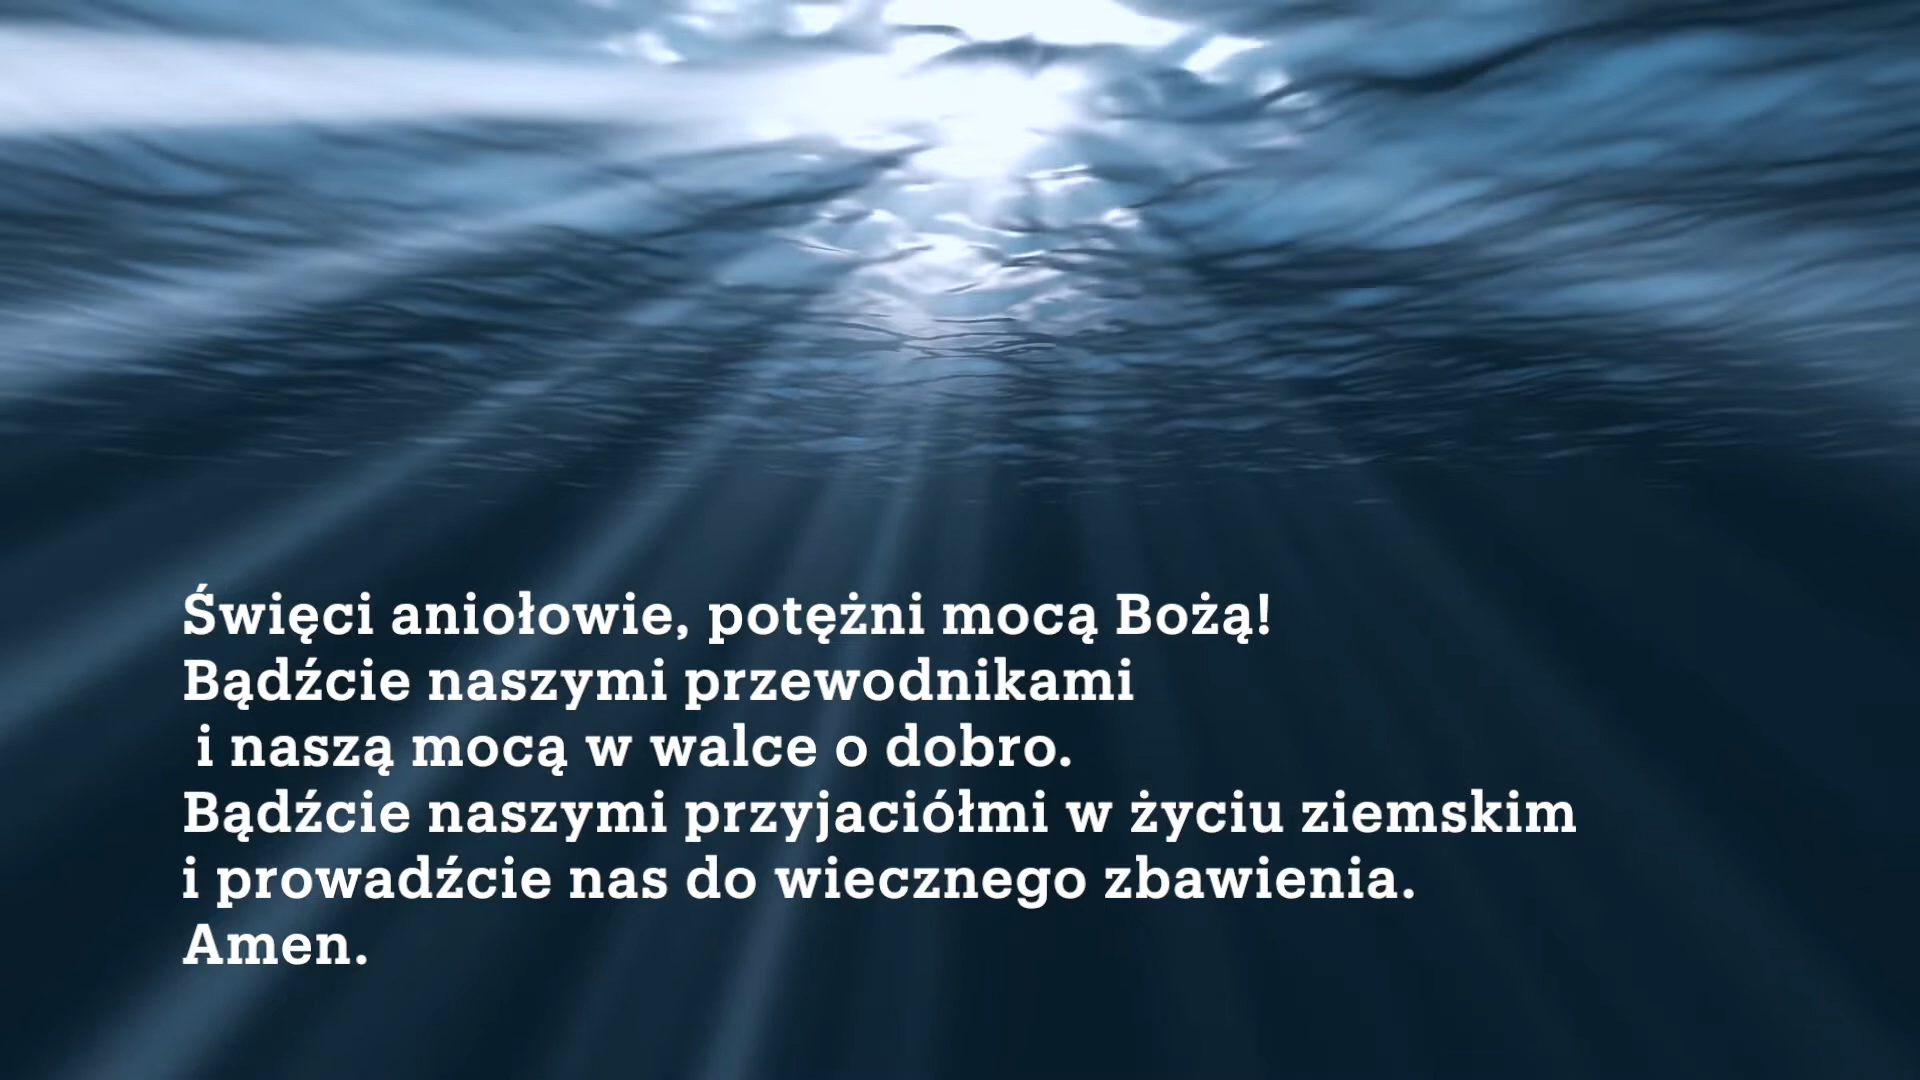 Święci aniołowie, potężni mocą Bożą!
Bądźcie naszymi przewodnikami
i naszą mocą w walce o dobro.
Bądźcie naszymi przyjaciółmi w życiu ziemskim
i prowadźcie nas do wiecznego zbawienia.
Amen.